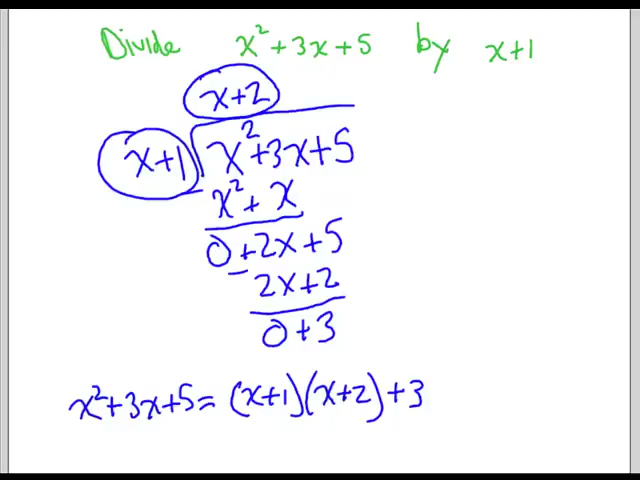 Divide x²+3x+5 by x+1
x+2
x+1 x²+3x+5
x²+x
0+2x+5
2x+2
0+3
x²+3x+5=(x+1)(x+2)+3